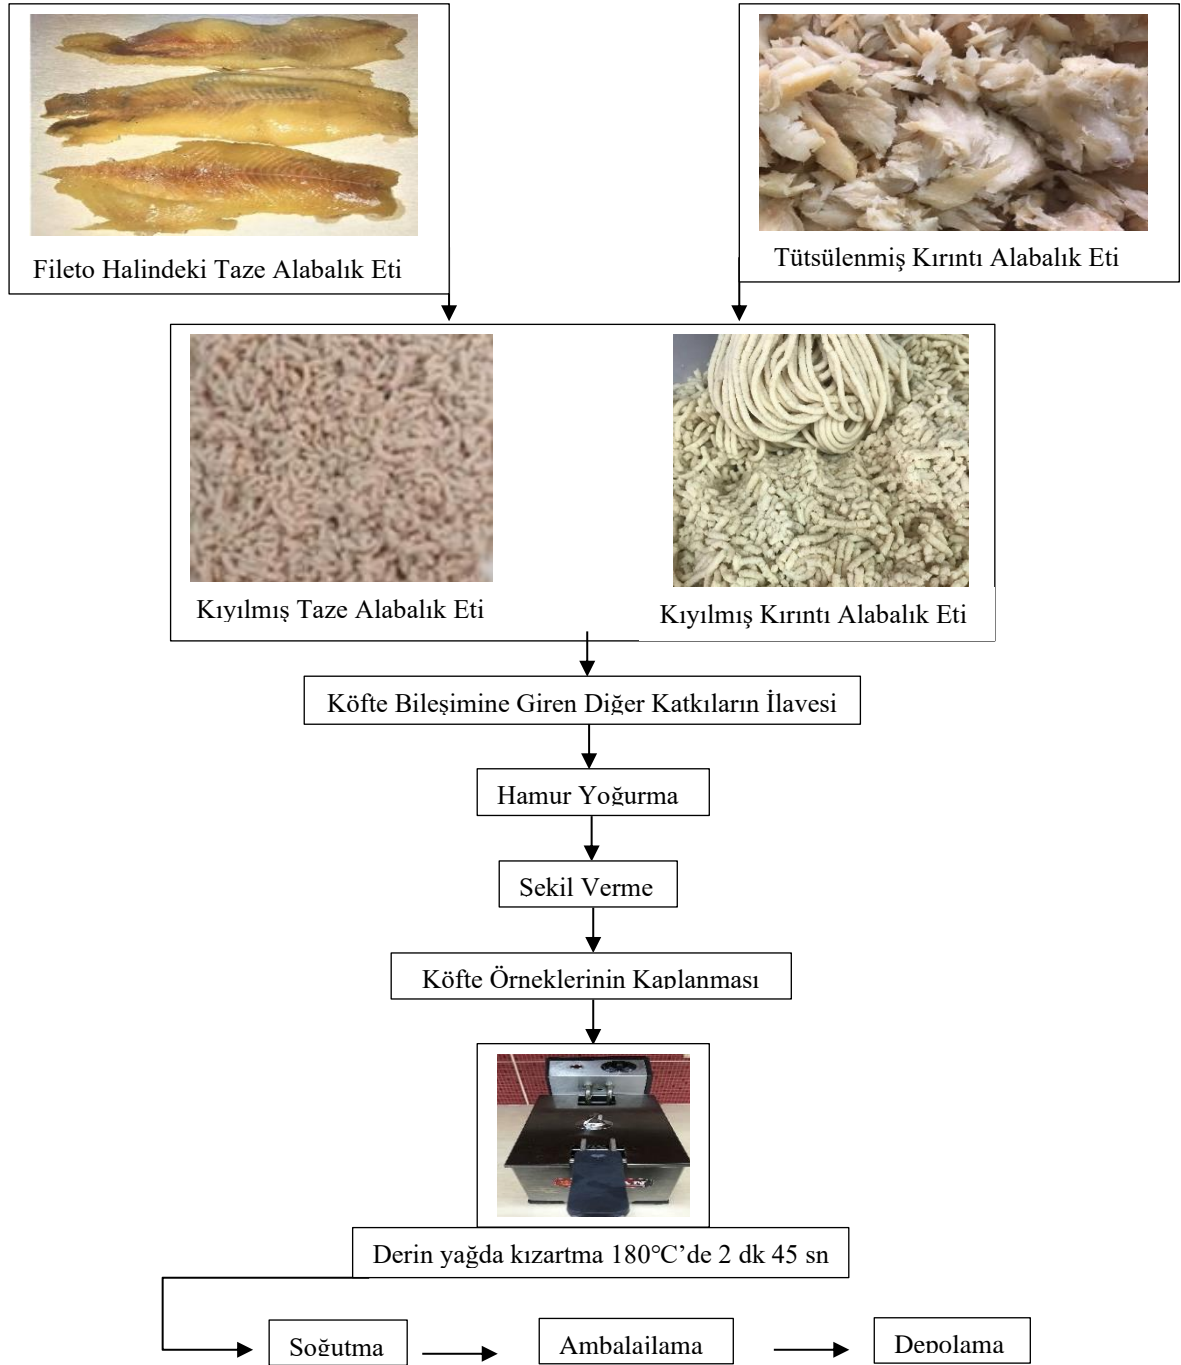 Fileto Halindeki Taze Alabalık Eti
Tütsülenmiş Kırıntı Alabalık Eti
Kıyılmış Taze Alabalık Eti
Kıyılmış Kırıntı Alabalık Eti
Köfte Bileşimine Giren Diğer Katkıların İlavesi
Hamur Yoğurma
Sekil Verme
Köfte Örneklerinin Kaplanması
Derin yağda kızartma 180°C’de 2 dk 45 sn
Soğutma
Ambalajlama
Depolama